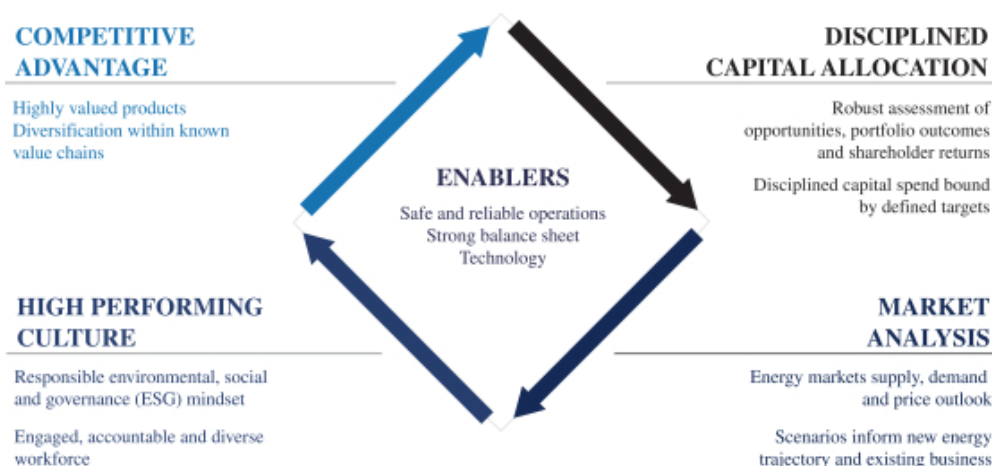 COMPETITIVE
ADVANTAGE
Highly valued products
Diversification within known
value chains
DISCIPLINED
CAPITAL ALLOCATION
Robust assessment of
opportunities, portfolio outcomes
and shareholder returns
Disciplined capital spend bound
by defined targets
ENABLERS
Safe and reliable operations
Strong balance sheet
Technology
HIGH PERFORMING
CULTURE
Responsible environmental, social
and governance (ESG) mindset
Engaged, accountable and diverse
workforce
MARKET
ANALYSIS
Energy markets supply, demand
and price outlook
Scenarios inform new energy
trajectory and existing business